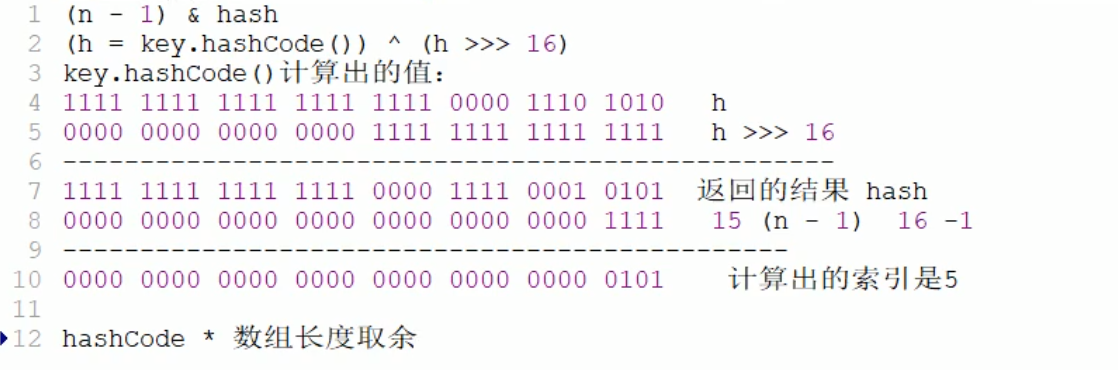 1 (n - 1) & hash
2 (h = key.hashCode()) ^ (h >>> 16)
3 key.hashCode()计算出的值:
4 1111 1111 1111 1111 1111 0000 1110 1010 h
5 0000 0000 0000 0000 1111 1111 1111 1111 h >>> 16
6 --------------------------------------------------
7 1111 1111 1111 1111 0000 1111 0001 0101 返回的结果 hash
8 0000 0000 0000 0000 0000 0000 0000 1111 15 (n - 1) 16 -1
9 -----------------------------------------------
10 0000 0000 0000 0000 0000 0000 0000 0101 计算出的索引是5
11
12 hashCode * 数组长度取余